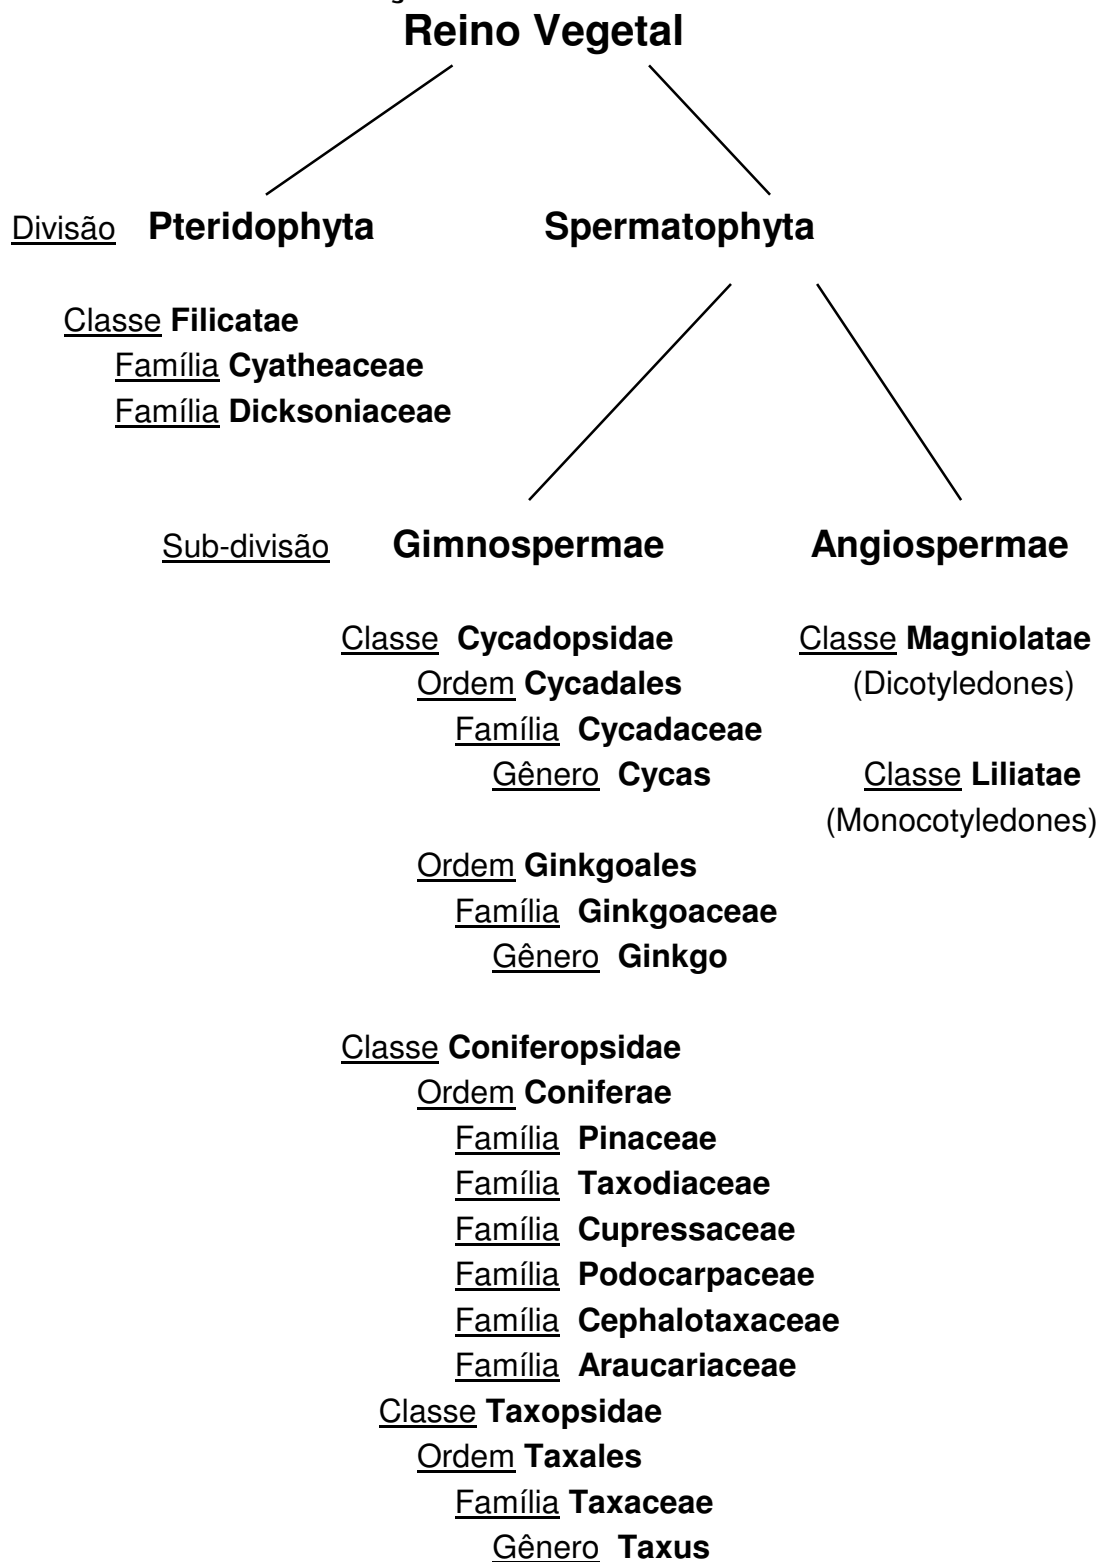 Reino Vegetal
Divisão Pteridophyta Spermatophyta
Classe Filicatae
Família Cyatheaceae
Família Dicksoniaceae
Sub-divisão Gimnospermae Angiospermae
Classe Cycadopsidae Classe Magniolatae
Ordem Cycadales (Dicotyledones)
Família Cycadaceae
Gênero Cycas Classe Liliatae
(Monocotyledones)
Ordem Ginkgoales
Família Ginkgoaceae
Gênero Ginkgo
Classe Coniferopsidae
Ordem Coniferae
Família Pinaceae
Família Taxodiaceae
Família Cupressaceae
Família Podocarpaceae
Família Cephalotaxaceae
Família Araucariaceae
Classe Taxopsidae
Ordem Taxales
Família Taxaceae
Gênero Taxus